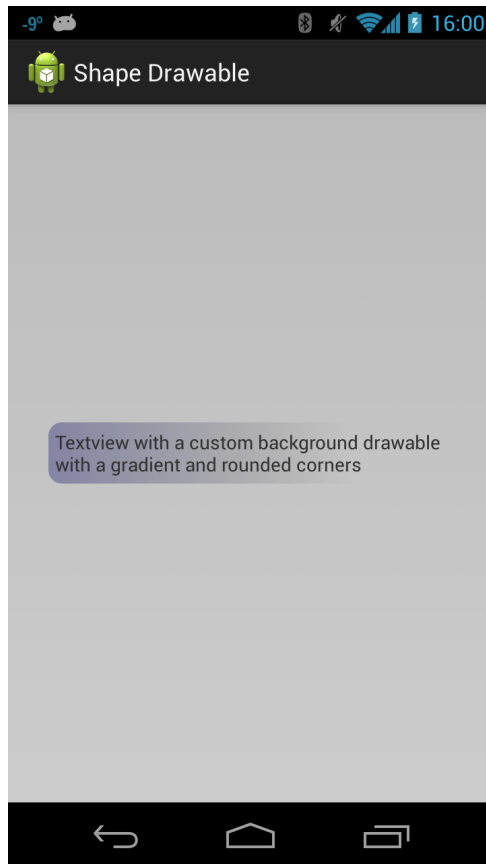 -9°
16:00
Shape Drawable
Textview with a custom background drawable
with a gradient and rounded corners